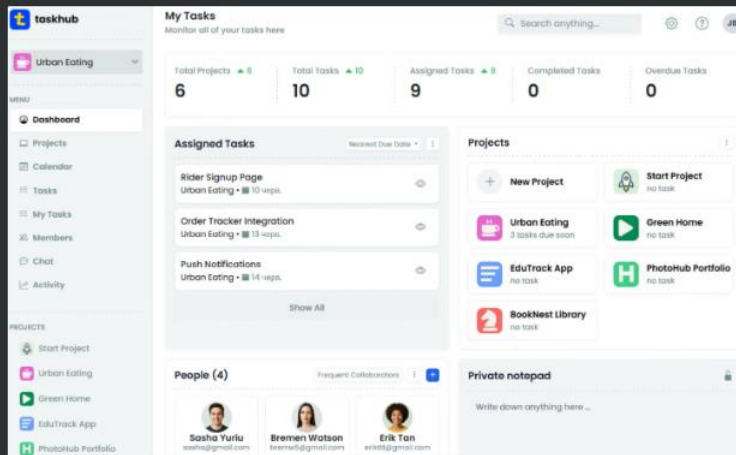 taskhub
Urban Eating
MENU
Dashboard
Projects
Calendar
Tasks
My Tasks
Members
Chat
Activity
PROJECTS
Start Project
Urban Eating
Green Home
EduTrack App
PhotoHub Portfolio
My Tasks
Monitor all of your tasks here
Search anything...
Total Projects 6
6
Total Tasks 10
10
Assigned Tasks 9
9
Completed Tasks
0
Overdue Tasks
0
Assigned Tasks
Nearest Due Date
Rider Signup Page
Urban Eating • 10 черв.
Order Tracker Integration
Urban Eating • 13 черв.
Push Notifications
Urban Eating • 14 черв.
Show All
Projects
New Project
Start Project
no task
Urban Eating
3 tasks due soon
Green Home
no task
EduTrack App
no task
PhotoHub Portfolio
no task
BookNest Library
no task
People (4)
Frequent Collaborators
Sasha Yuriu
sasha@gmail.com
Bremen Watson
Erik Tan
Private notepad
Write down anything here ...